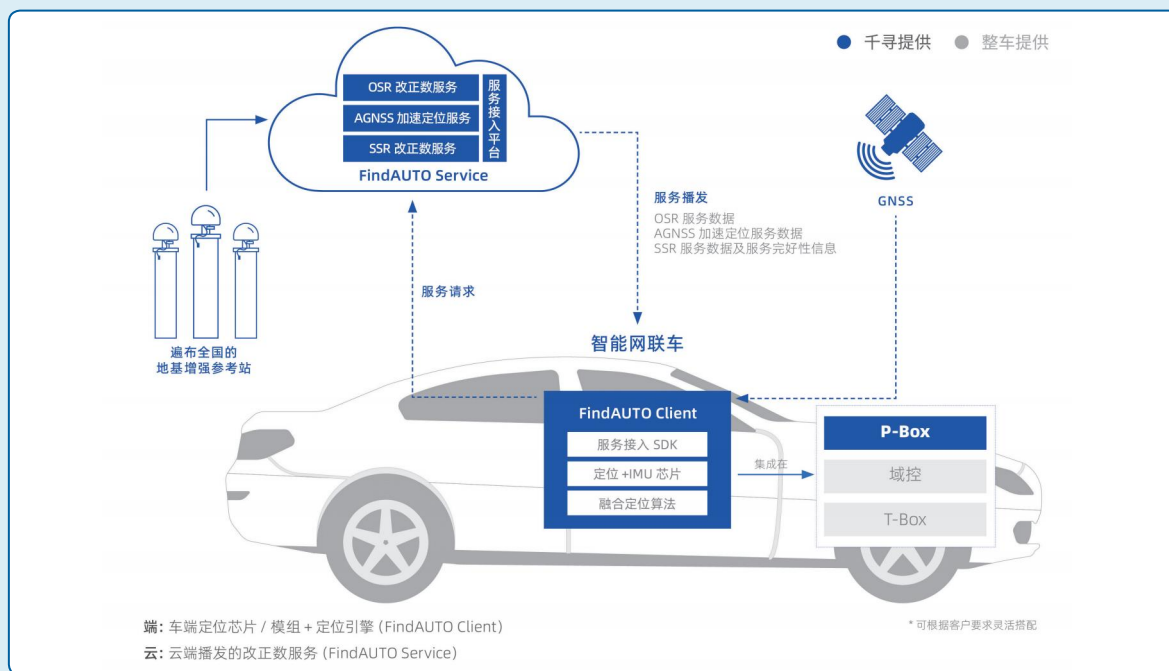 千寻提供
整车提供
OSR 改正数服务
AGNSS 加速定位服务
SSR 改正数服务
服务接入平台
FindAUTO Service
服务播发
OSR 服务数据
AGNSS 加速定位服务数据
SSR 服务数据及服务完好性信息
GNSS
服务请求
遍布全国的
地基增强参考站
智能网联车
FindAUTO Client
服务接入 SDK
定位 +IMU 芯片
融合定位算法
集成在
P-Box
域控
T-Box
端: 车端定位芯片 / 模组 + 定位引擎 (FindAUTO Client)
* 可根据客户要求灵活搭配
云: 云端播发的改正数服务 (FindAUTO Service)